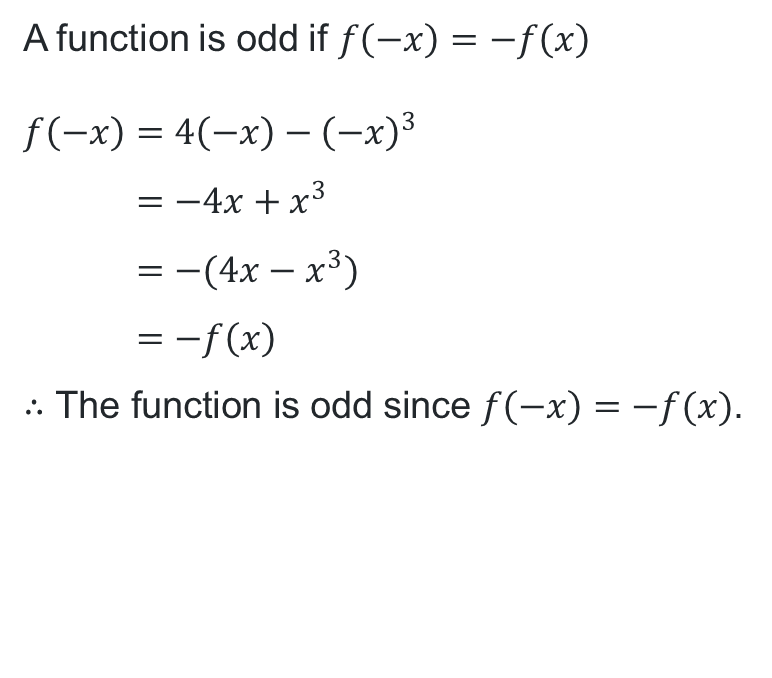 A function is odd if 𝑓(−𝑥) = −𝑓(𝑥)
𝑓(−𝑥) = 4(−𝑥) − (−𝑥)³
= −4𝑥 + 𝑥³
= −(4𝑥 − 𝑥³)
= −𝑓(𝑥)
∴ The function is odd since 𝑓(−𝑥) = −𝑓(𝑥).